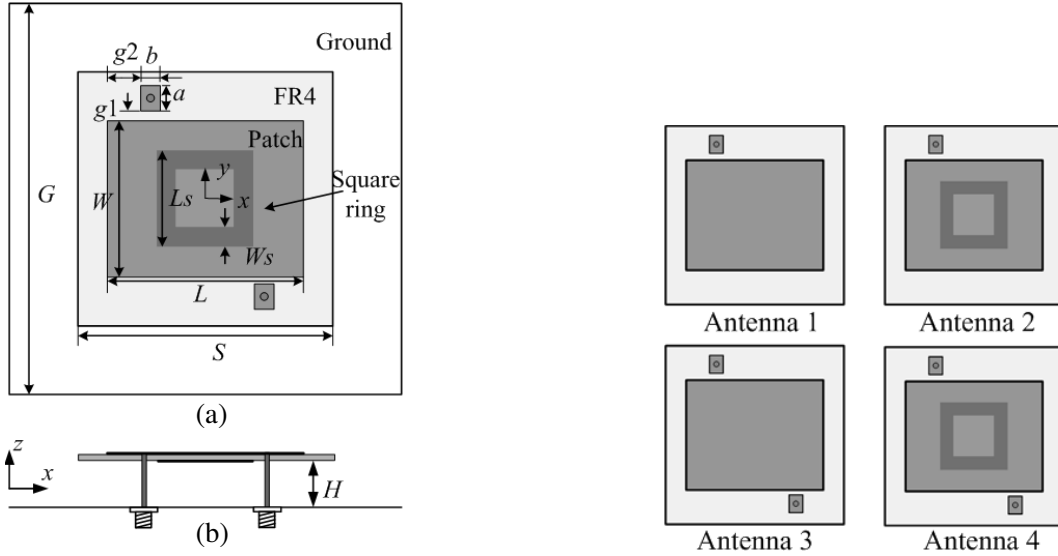 Ground
g2 b
FR4
a
g1
Patch
y
Square
ring
G
W
Ls
x
Ws
L
S
(a)
z
x
H
(b)
Antenna 1
Antenna 2
Antenna 3
Antenna 4